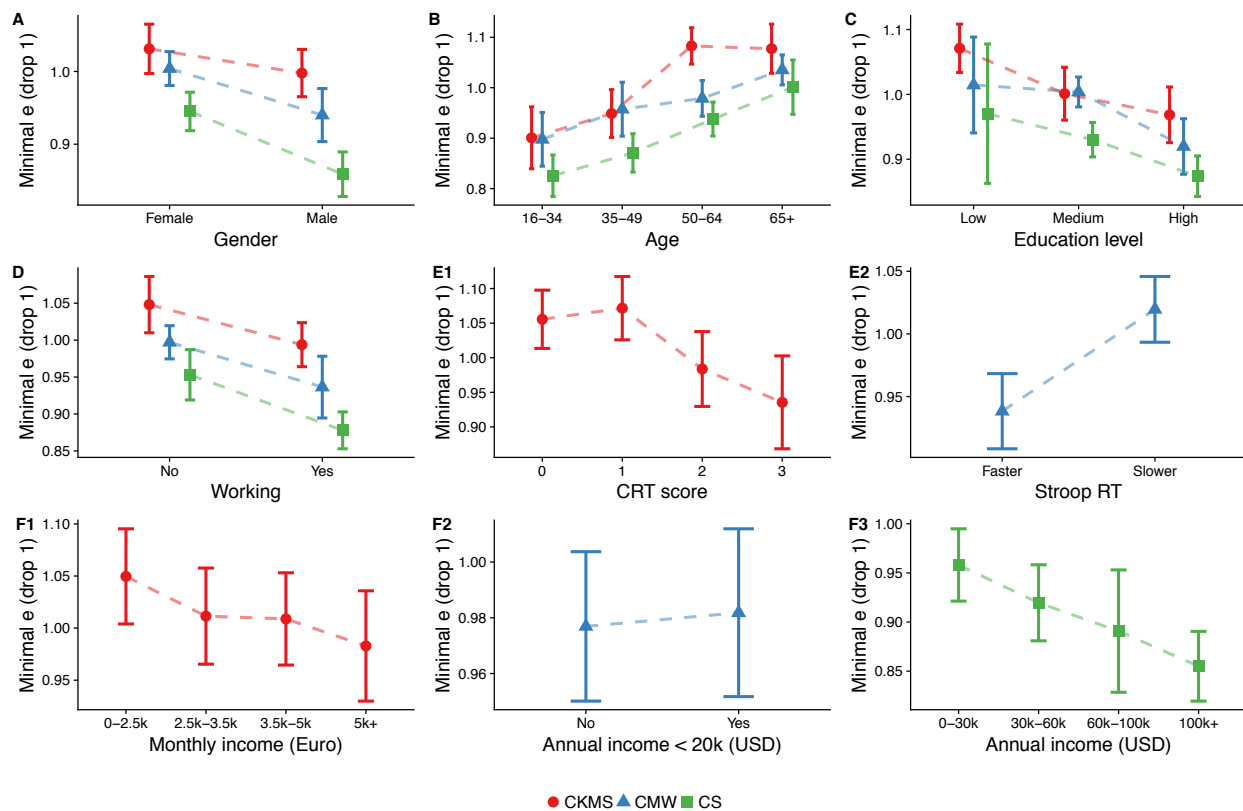 A
Minimal e (drop 1)
1.0
0.9
Female
Male
Gender
B
Minimal e (drop 1)
1.1
1.0
0.9
0.8
16–34
35–49
50–64
65+
Age
C
Minimal e (drop 1)
1.1
1.0
0.9
Low
Medium
High
Education level
D
Minimal e (drop 1)
1.05
1.00
0.95
0.90
0.85
No
Yes
Working
E1
Minimal e (drop 1)
1.10
1.05
1.00
0.95
0.90
0
1
2
3
CRT score
E2
Minimal e (drop 1)
1.05
1.00
0.95
Faster
Slower
Stroop RT
F1
Minimal e (drop 1)
1.10
1.05
1.00
0.95
0–2.5k
2.5k–3.5k
3.5k–5k
5k+
Monthly income (Euro)
F2
Minimal e (drop 1)
1.00
0.98
0.96
No
Yes
Annual income < 20k (USD)
F3
Minimal e (drop 1)
1.00
0.95
0.90
0.85
0–30k
30k–60k
60k–100k
100k+
Annual income (USD)
CKMS CMW CS